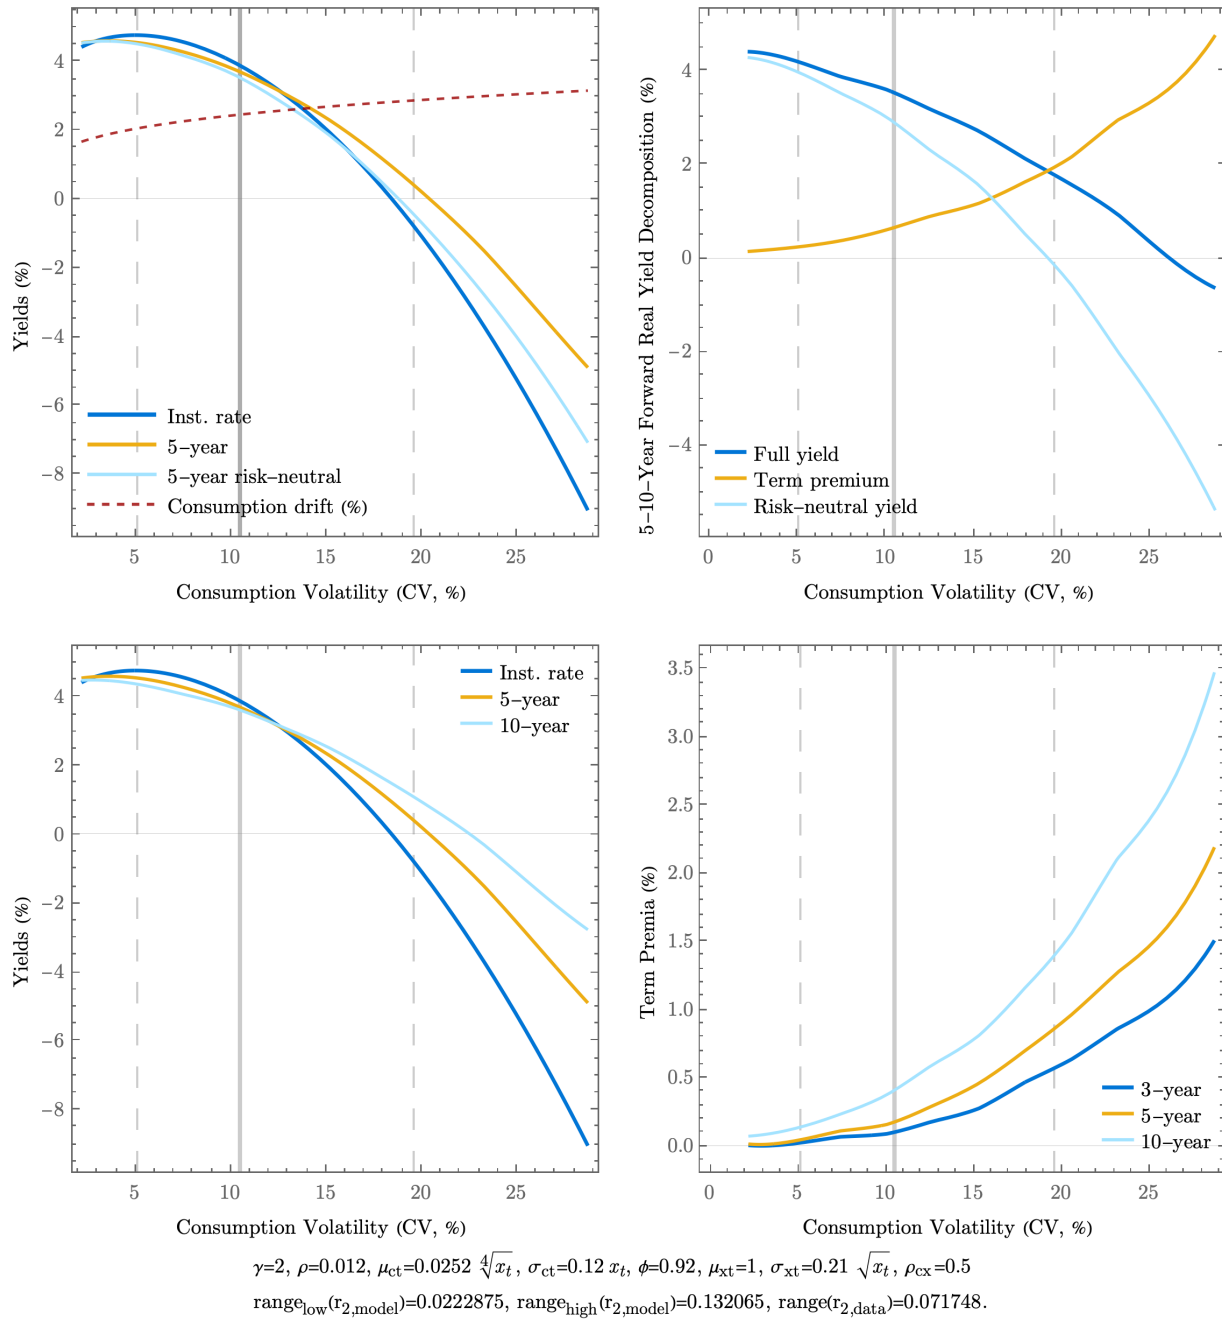 4
2
0
−2
−4
−6
−8
Yields (%)
Inst. rate
5−year
5−year risk−neutral
Consumption drift (%)
5
10
15
20
25
Consumption Volatility (CV, %)
4
2
0
−2
−4
5−10−Year Forward Real Yield Decomposition (%)
Full yield
Term premium
Risk−neutral yield
0
5
10
15
20
25
Consumption Volatility (CV, %)
4
2
0
−2
−4
−6
−8
Yields (%)
Inst. rate
5−year
10−year
5
10
15
20
25
Consumption Volatility (CV, %)
3.5
3.0
2.5
2.0
1.5
1.0
0.5
0.0
Term Premia (%)
3−year
5−year
10−year
0
5
10
15
20
25
Consumption Volatility (CV, %)
γ=2, ρ=0.012, μct=0.0252 ∜xt, σct=0.12 xt, ϕ=0.92, μxt=1, σxt=0.21 √xt, ρcx=0.5
rangelow(r2,model)=0.0222875, rangehigh(r2,model)=0.132065, range(r2,data)=0.071748.